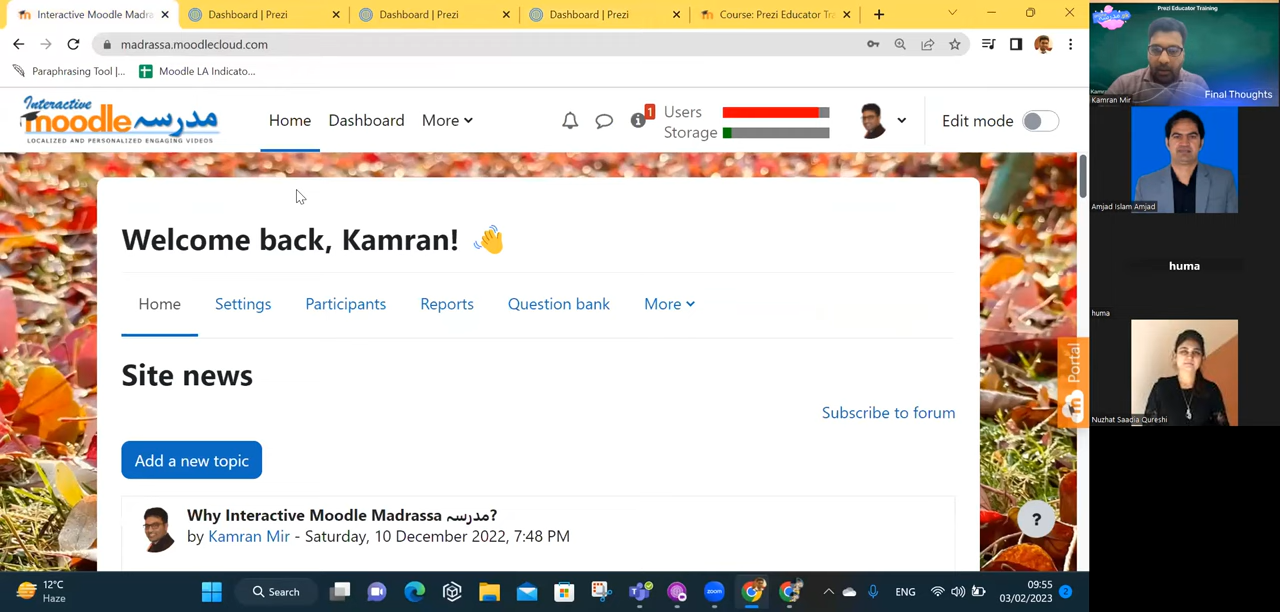 Interactive Moodle Madra
Dashboard | Prezi
Dashboard | Prezi
Dashboard | Prezi
Course: Prezi Educator Tra
madrassa.moodlecloud.com
Paraphrasing Tool |...
Moodle LA Indicato...
Interactive
moodle مدرسہ
LOCALIZED AND PERSONALIZED ENGAGING VIDEOS
Home
Dashboard
More
1
Users
Storage
Edit mode
Welcome back, Kamran!
Home
Settings
Participants
Reports
Question bank
More
Site news
Subscribe to forum
Add a new topic
Why Interactive Moodle Madrassa مدرسہ?
by Kamran Mir - Saturday, 10 December 2022, 7:48 PM
Portal
?
Prezi Educator Training
Final Thoughts
Kamran Mir
Amjad Islam Amjad
huma
huma
Nuzhat Saadia Qureshi
12°C
Haze
Search
zoom
ENG
09:55
03/02/2023
2